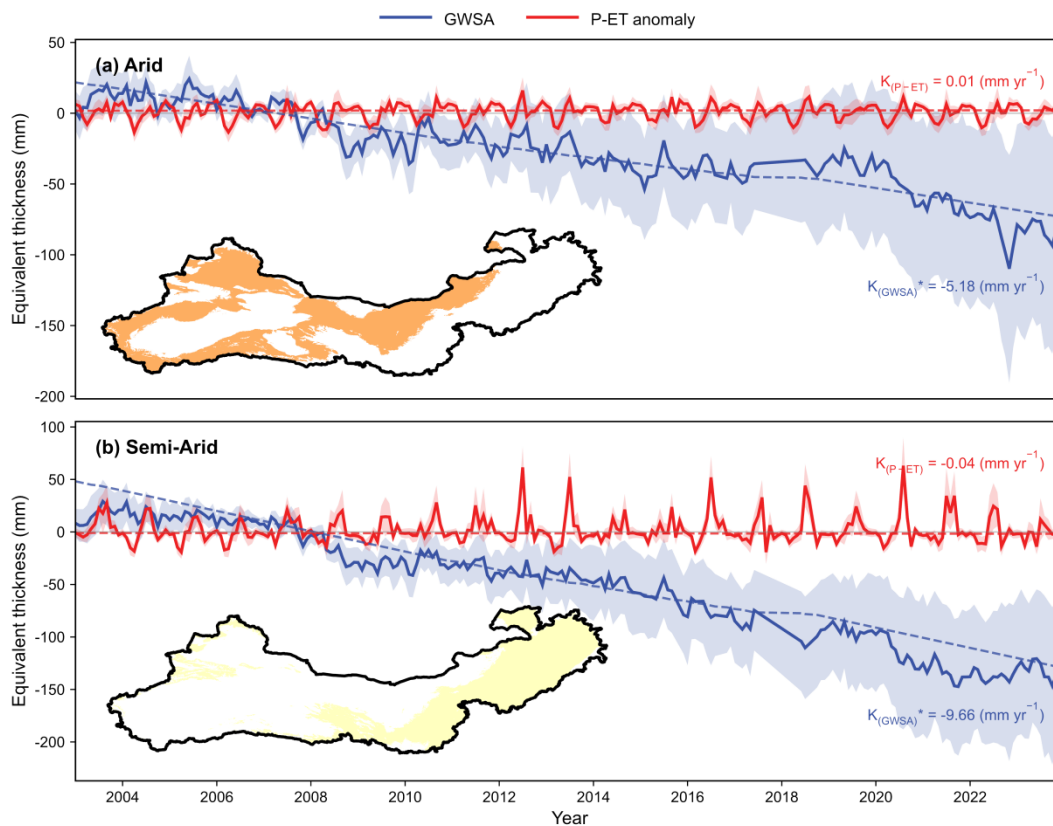 GWSA P-ET anomaly
(a) Arid
K(P−ET) = 0.01 (mm yr⁻¹)
K(GWSA)* = -5.18 (mm yr⁻¹)
Equivalent thickness (mm)
50
0
-50
-100
-150
-200
(b) Semi-Arid
K(P−ET) = -0.04 (mm yr⁻¹)
K(GWSA)* = -9.66 (mm yr⁻¹)
Equivalent thickness (mm)
100
50
0
-50
-100
-150
-200
2004 2006 2008 2010 2012 2014 2016 2018 2020 2022
Year